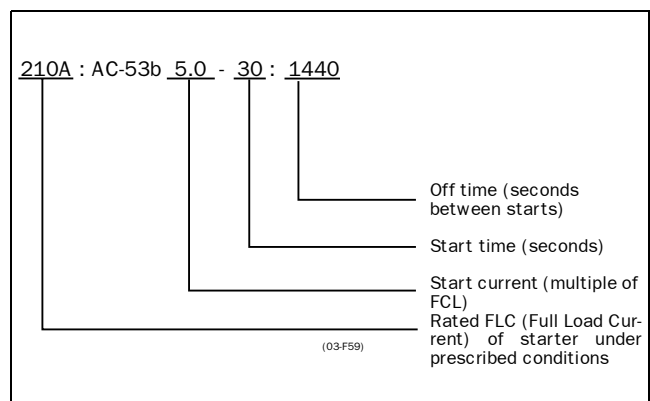 210A : AC-53b 5.0 - 30 : 1440
Off time (seconds
between starts)
Start time (seconds)
Start current (multiple of
FCL)
Rated FLC (Full Load Cur-
rent) of starter under
prescribed conditions
(03-F59)